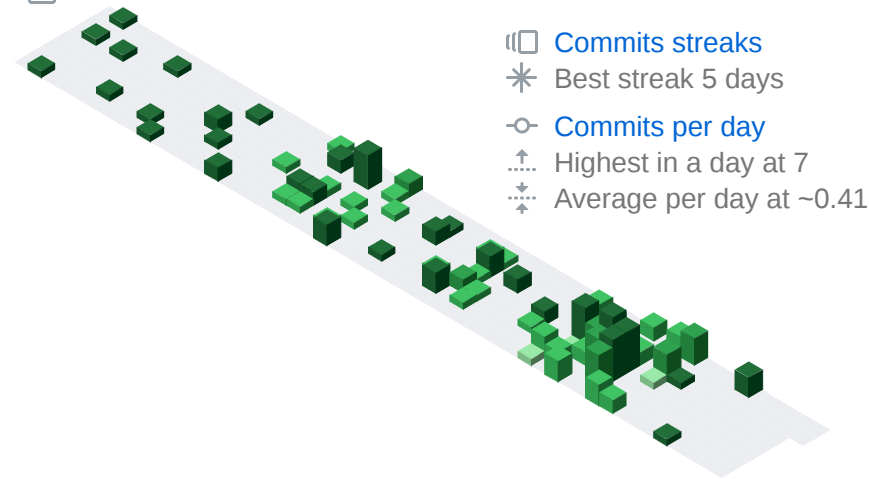 Commits streaks
Best streak 5 days
Commits per day
Highest in a day at 7
Average per day at ~0.41